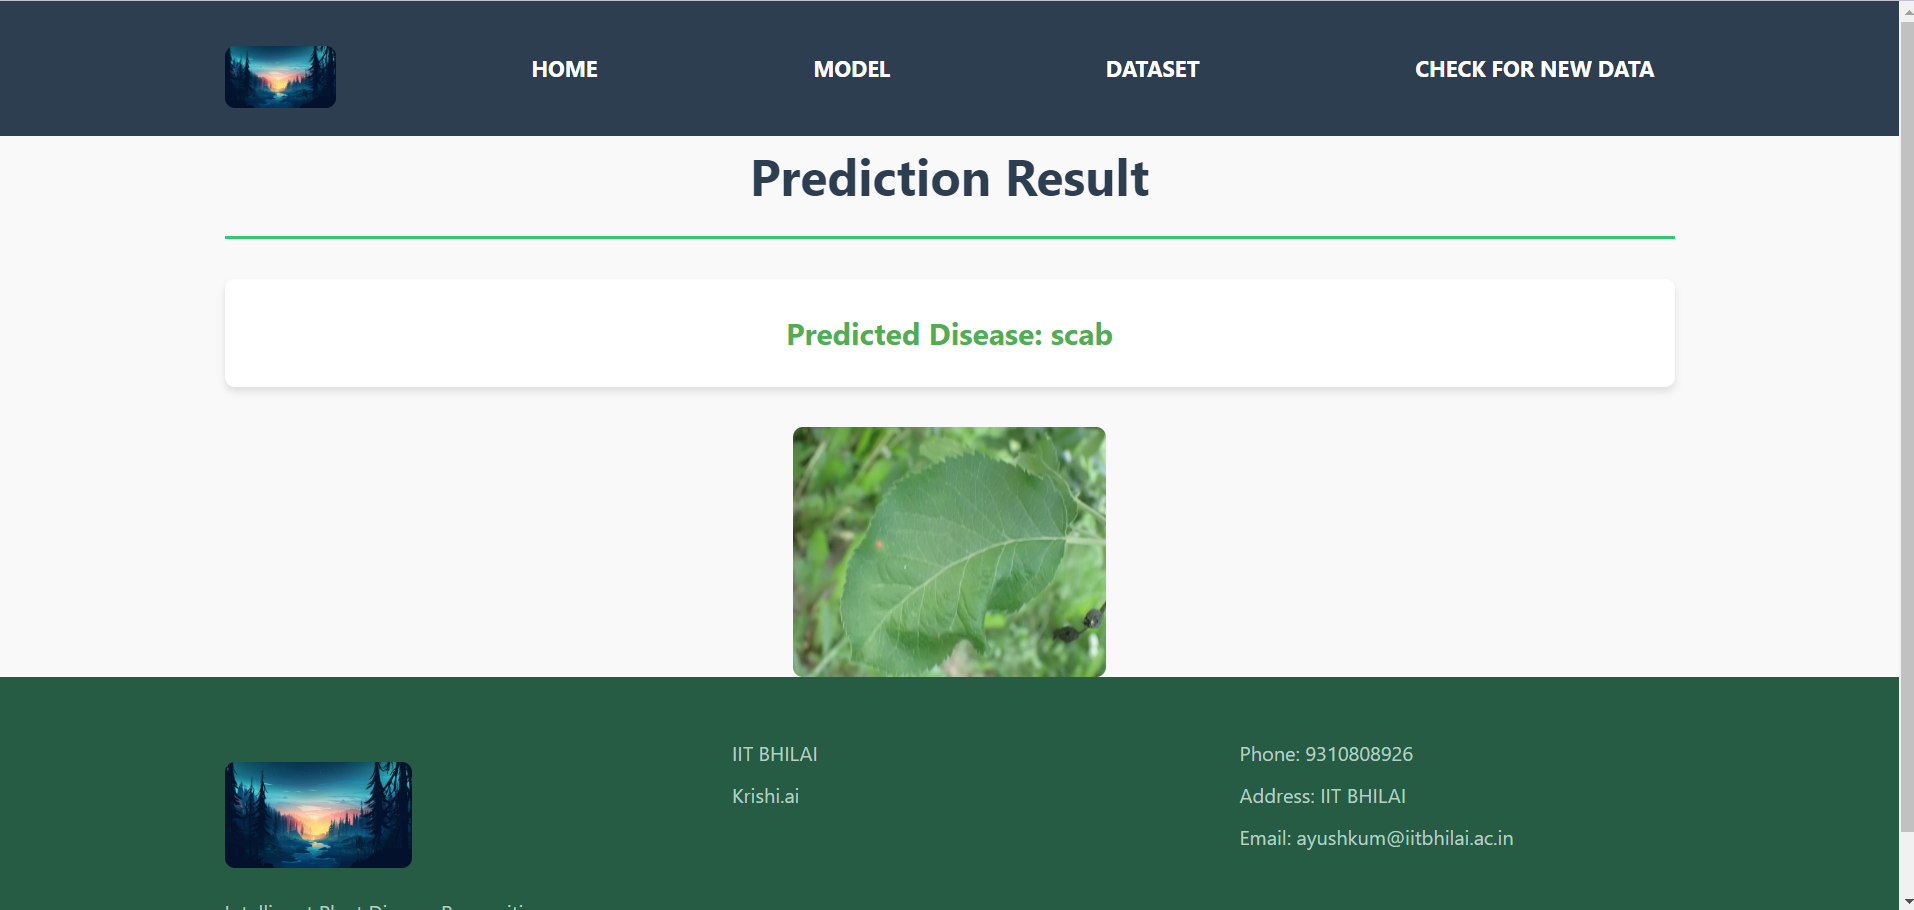 HOME
MODEL
DATASET
CHECK FOR NEW DATA
Prediction Result
Predicted Disease: scab
IIT BHILAI
Krishi.ai
Phone: 9310808926
Address: IIT BHILAI
Email: ayushkum@iitbhilai.ac.in